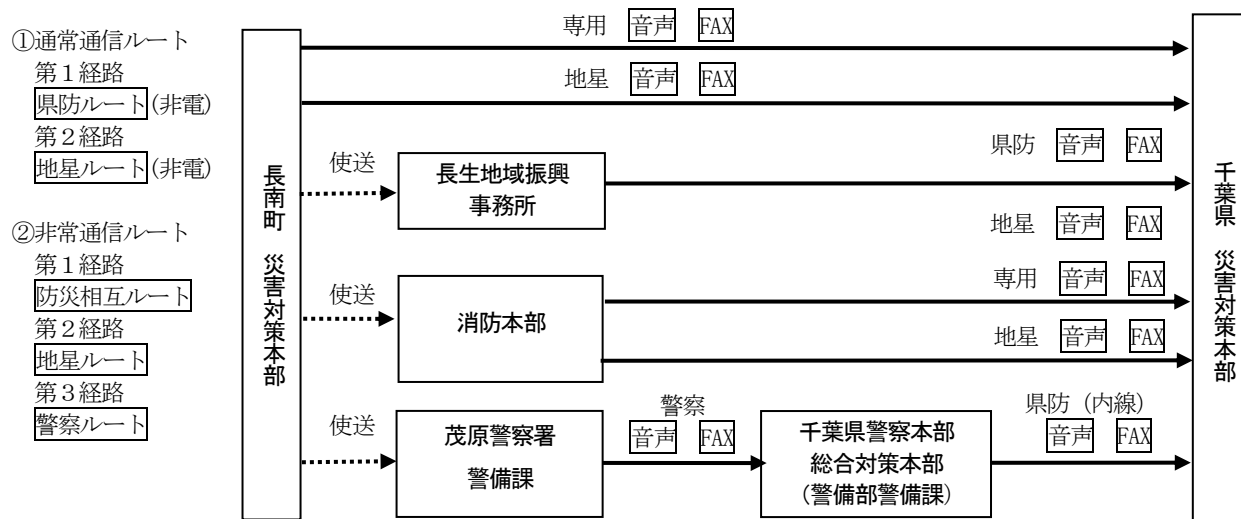 ①通常通信ルート
第1経路
県防ルート(非電)
第2経路
地星ルート(非電)
②非常通信ルート
第1経路
防災相互ルート
第2経路
地星ルート
第3経路
警察ルート
長南町 災害対策本部
専用 音声 FAX
地星 音声 FAX
使送
長生地域振興
事務所
県防 音声 FAX
地星 音声 FAX
使送
消防本部
専用 音声 FAX
地星 音声 FAX
使送
茂原警察署
警備課
警察
音声 FAX
千葉県警察本部
総合対策本部
(警備部警備課)
県防(内線)
音声 FAX
千葉県 災害対策本部